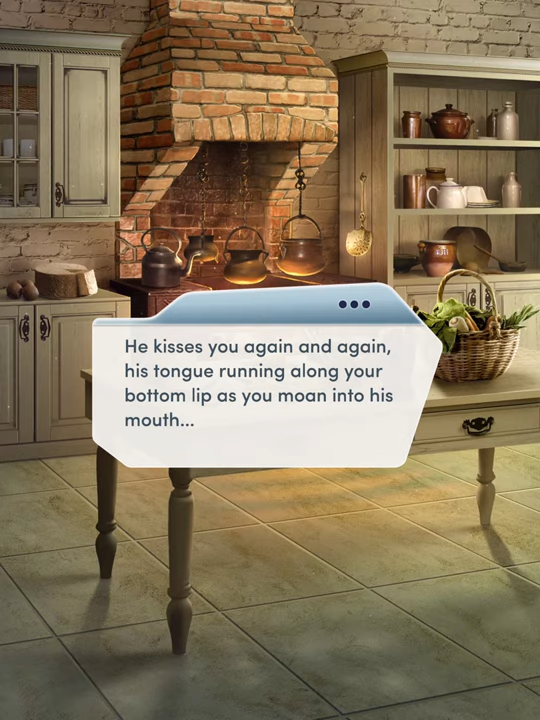 He kisses you again and again,
his tongue running along your
bottom lip as you moan into his
mouth...